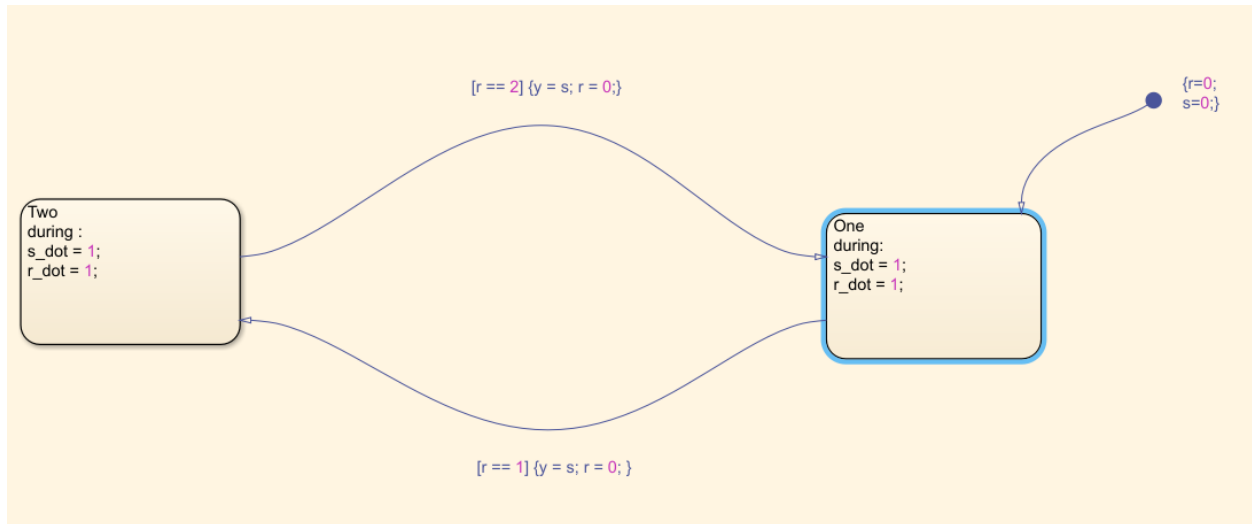 [r == 2] {y = s; r = 0;}
{r=0;
s=0;}
Two
during :
s_dot = 1;
r_dot = 1;
One
during:
s_dot = 1;
r_dot = 1;
[r == 1] {y = s; r = 0; }